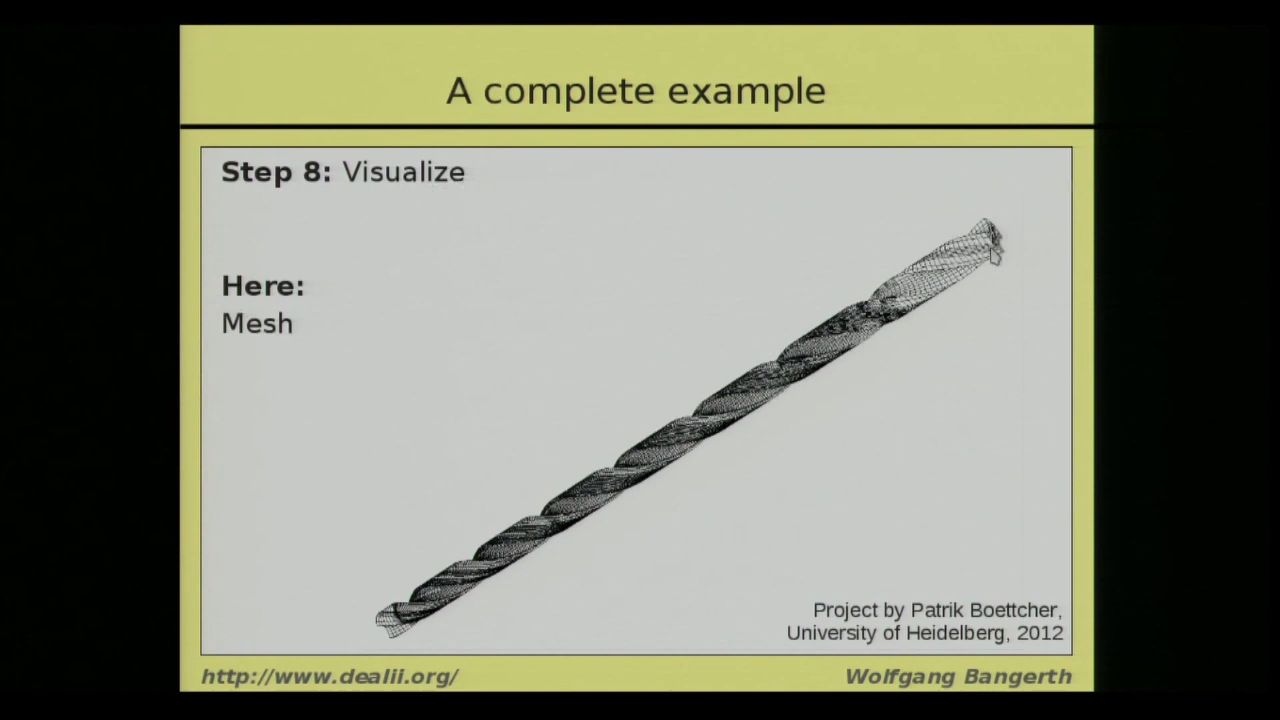 A complete example
Step 8: Visualize
Here:
Mesh
Project by Patrik Boettcher,
University of Heidelberg, 2012
http://www.dealii.org/
Wolfgang Bangerth